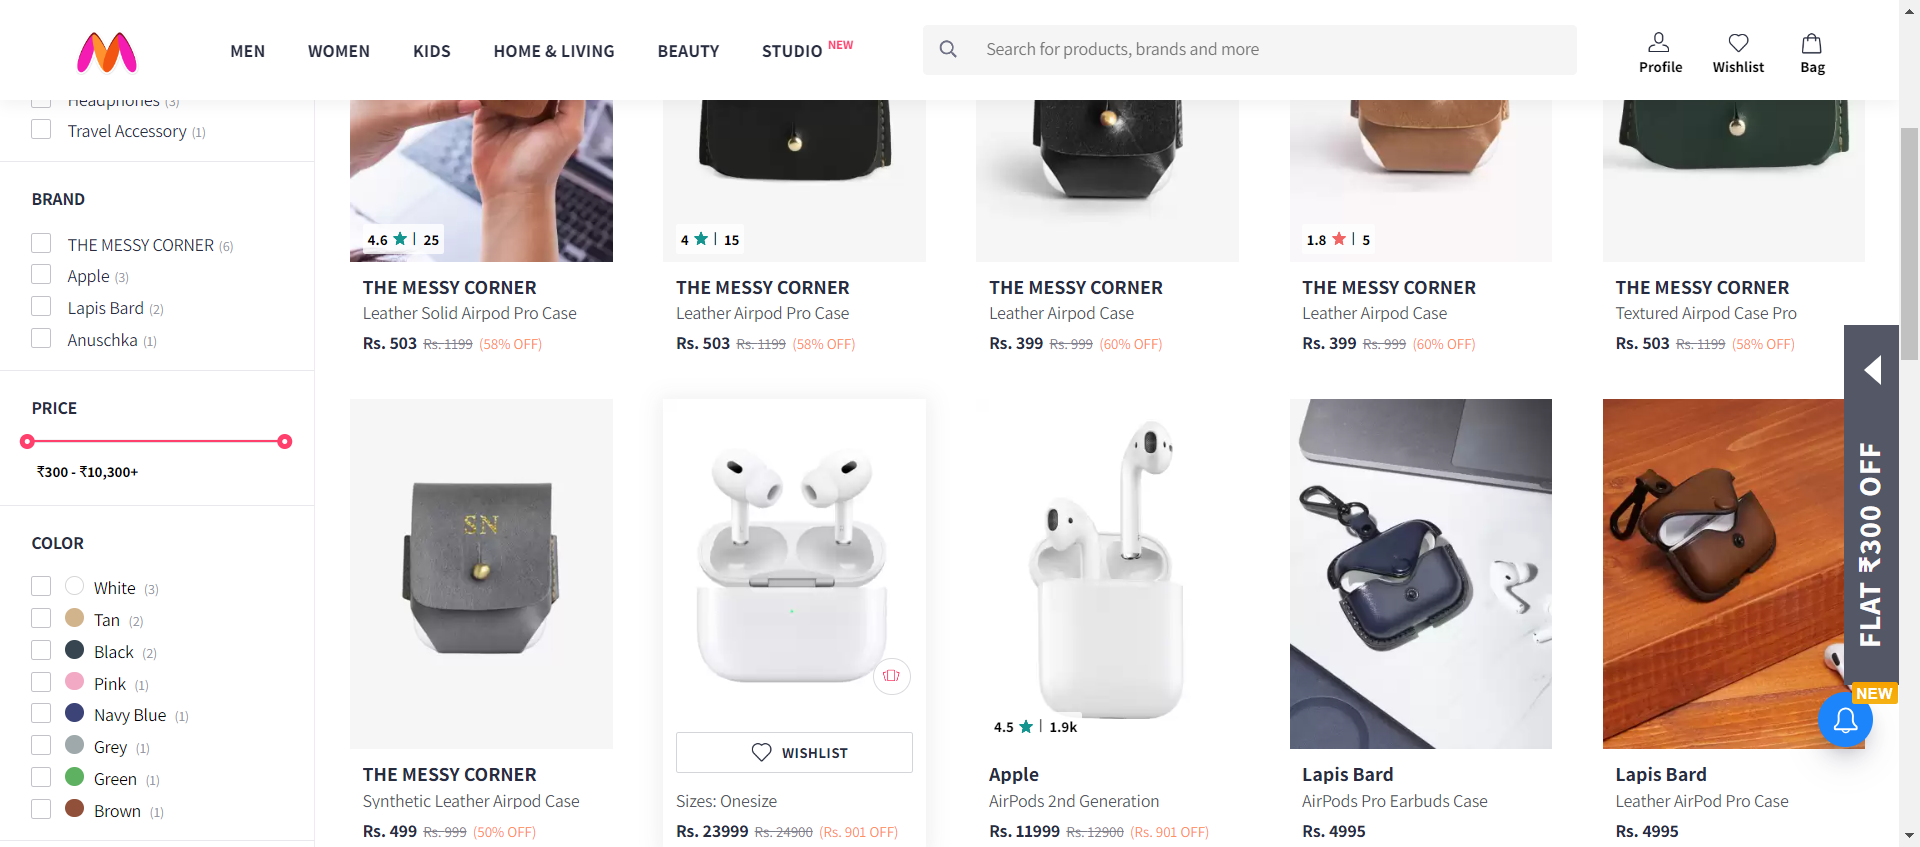 MEN
WOMEN
KIDS
HOME & LIVING
BEAUTY
STUDIO NEW
Search for products, brands and more
Profile
Wishlist
Bag
Headphones (3)
Travel Accessory (1)
BRAND
THE MESSY CORNER (6)
Apple (3)
Lapis Bard (2)
Anuschka (1)
PRICE
₹300 - ₹10,300+
COLOR
White (3)
Tan (2)
Black (2)
Pink (1)
Navy Blue (1)
Grey (1)
Green (1)
Brown (1)
4.6 | 25
THE MESSY CORNER
Leather Solid Airpod Pro Case
Rs. 503 Rs. 1199 (58% OFF)
4 | 15
THE MESSY CORNER
Leather Airpod Pro Case
Rs. 503 Rs. 1199 (58% OFF)
THE MESSY CORNER
Leather Airpod Case
Rs. 399 Rs. 999 (60% OFF)
1.8 | 5
THE MESSY CORNER
Leather Airpod Case
Rs. 399 Rs. 999 (60% OFF)
THE MESSY CORNER
Textured Airpod Case Pro
Rs. 503 Rs. 1199 (58% OFF)
SN
THE MESSY CORNER
Synthetic Leather Airpod Case
Rs. 499 Rs. 999 (50% OFF)
WISHLIST
Sizes: Onesize
Rs. 23999 Rs. 24900 (Rs. 901 OFF)
4.5 | 1.9k
Apple
AirPods 2nd Generation
Rs. 11999 Rs. 12900 (Rs. 901 OFF)
Lapis Bard
AirPods Pro Earbuds Case
Rs. 4995
Lapis Bard
Leather AirPod Pro Case
Rs. 4995
FLAT ₹300 OFF
NEW